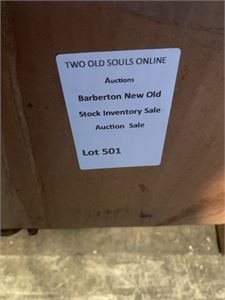 TWO OLD SOULS ONLINE
Auctions
Barberton New Old
Stock Inventory Sale
Auction Sale
Lot 501